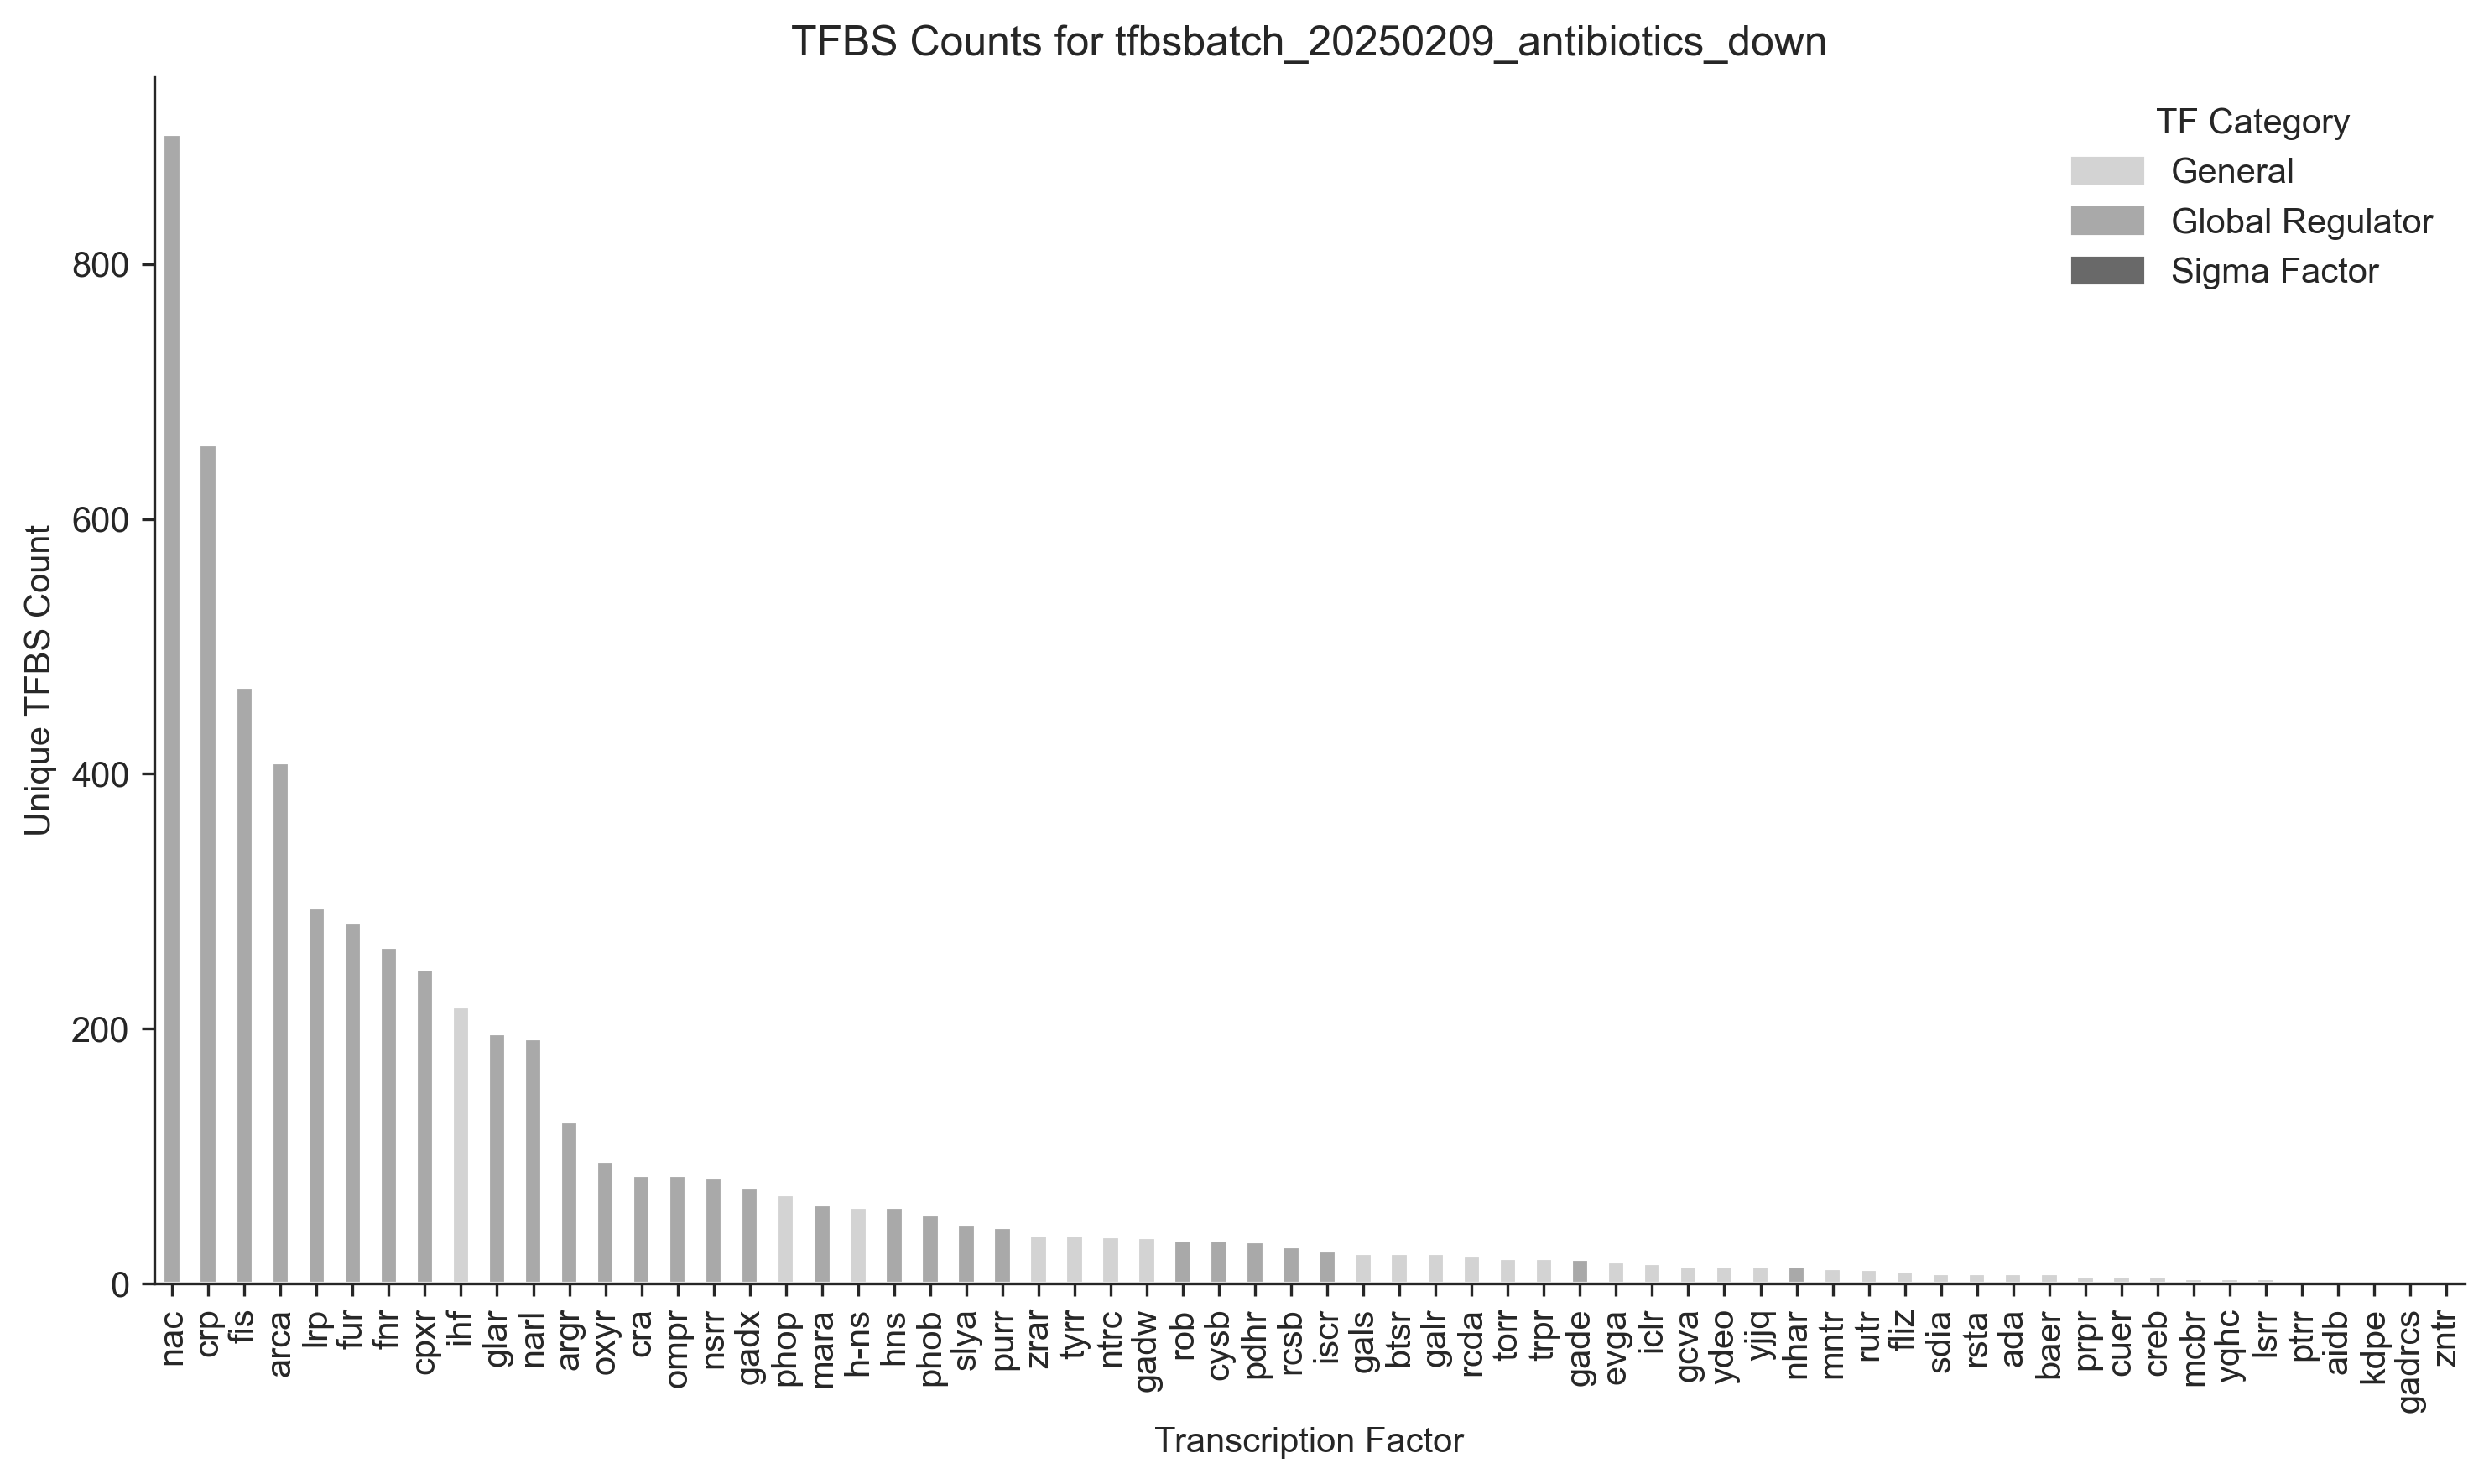 TFBS Counts for tfbsbatch_20250209_antibiotics_down
TF Category
General
Global Regulator
Sigma Factor
Unique TFBS Count
800
600
400
200
0
nac
crp
fis
arca
lrp
fur
fnr
cpxr
ihf
glar
narl
argr
oxyr
cra
ompr
nsrr
gadx
phop
mara
h-ns
hns
phob
slya
purr
zrar
tyrr
ntrc
gadw
rob
cysb
pdhr
rcsb
iscr
gals
btsr
galr
rcda
torr
trpr
gade
evga
iclr
gcva
ydeo
yjjq
nhar
mntr
rutr
fliz
sdia
rsta
ada
baer
prpr
cuer
creb
mcbr
yqhc
lsrr
ptrr
aidb
kdpe
gadrcs
zntr
Transcription Factor